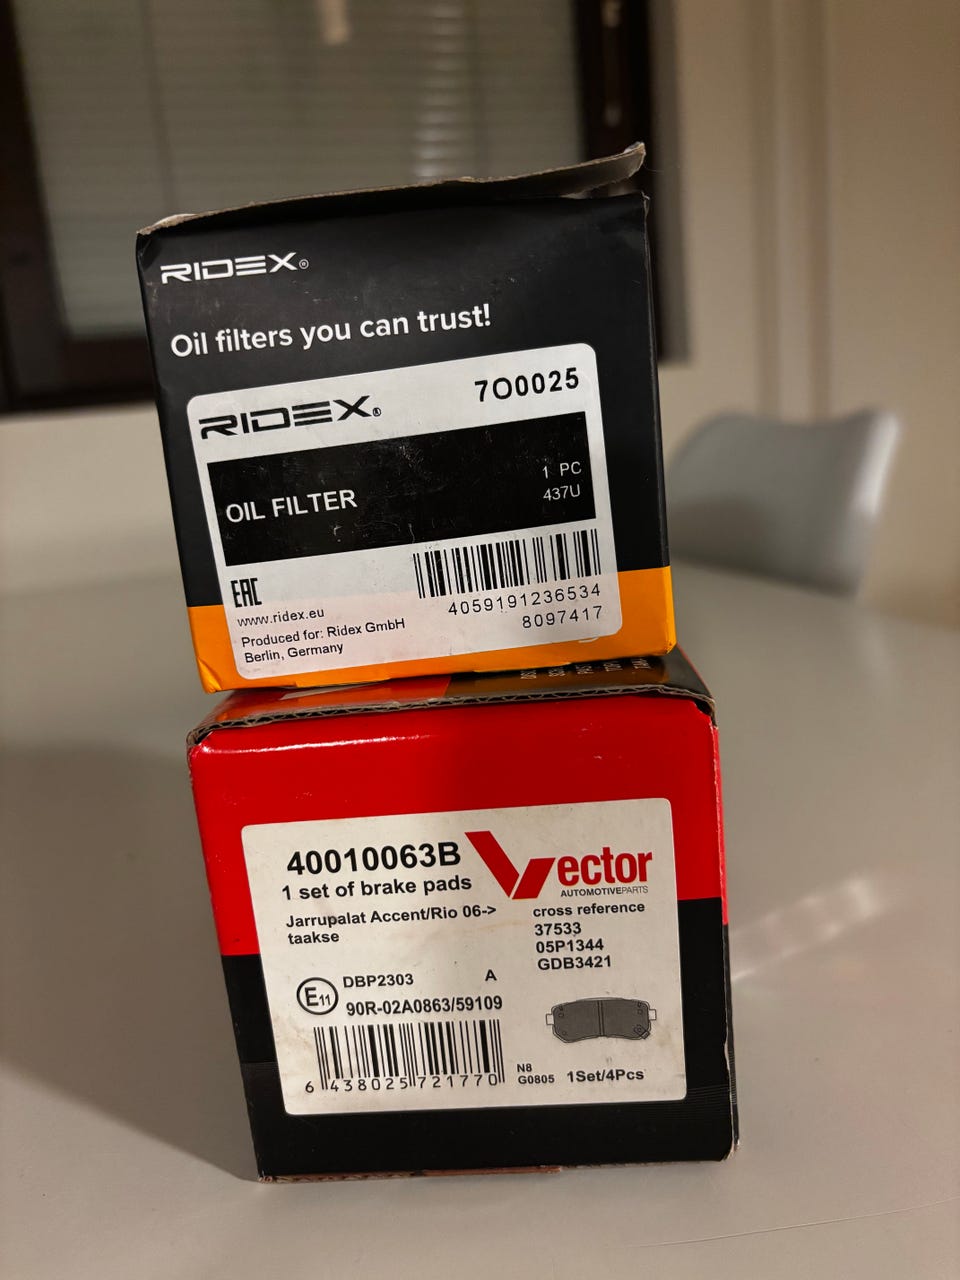 RIDEX®
Oil filters you can trust!
RIDEX®
7O0025
OIL FILTER
1 PC
437U
EAC
www.ridex.eu
Produced for: Ridex GmbH
Berlin, Germany
4059191236534
8097417
40010063B
1 set of brake pads
Vector
AUTOMOTIVEPARTS
Jarrupalat Accent/Rio 06->
taakse
cross reference
37533
05P1344
GDB3421
E11
DBP2303 A
90R-02A0863/59109
6 438025 721770
N8
G0805 1Set/4Pcs